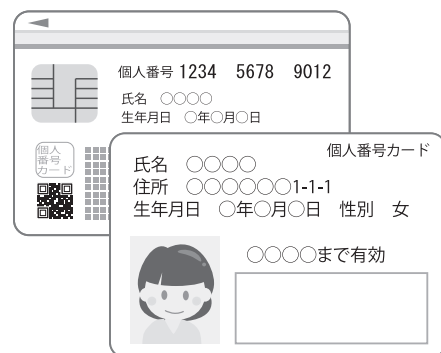 個人番号 1234 5678 9012
氏名 ○○○○
生年月日 ○年○月○日
個人
番号
カード
個人番号カード
氏名 ○○○○
住所 ○○○○○○1-1-1
生年月日 ○年○月○日 性別 女
○○○○まで有効